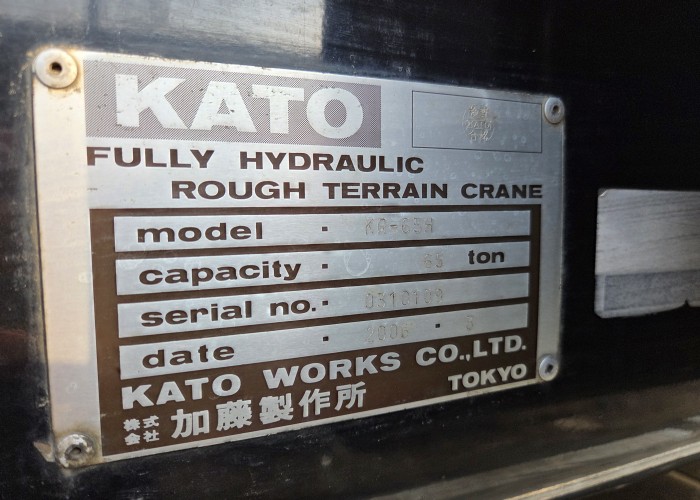 KATO
FULLY HYDRAULIC
ROUGH TERRAIN CRANE
model .
capacity . 65 ton
serial no. .
date . .
KATO WORKS CO.,LTD.
TOKYO
株式会社 加藤製作所